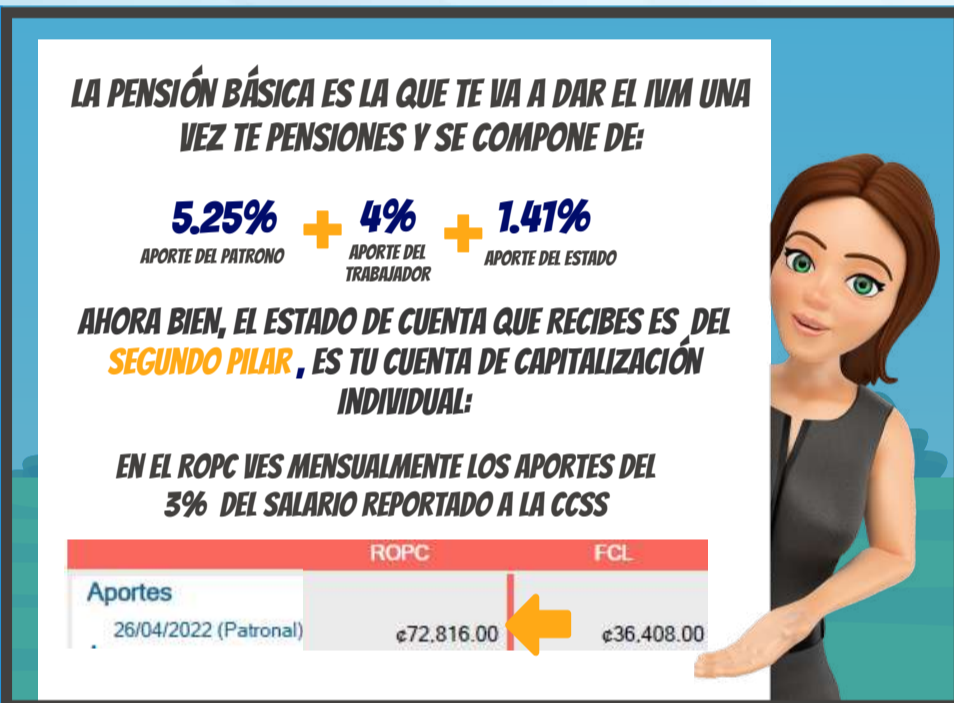 LA PENSIÓN BÁSICA ES LA QUE TE VA A DAR EL IVM UNA
VEZ TE PENSIONES Y SE COMPONE DE:
5.25% + 4% + 1.41%
APORTE DEL PATRONO APORTE DEL APORTE DEL ESTADO
TRABAJADOR
AHORA BIEN, EL ESTADO DE CUENTA QUE RECIBES ES DEL
SEGUNDO PILAR , ES TU CUENTA DE CAPITALIZACIÓN
INDIVIDUAL:
EN EL ROPC VES MENSUALMENTE LOS APORTES DEL
3% DEL SALARIO REPORTADO A LA CCSS
ROPC FCL
Aportes
26/04/2022 (Patronal) ¢72,816.00 ¢36,408.00